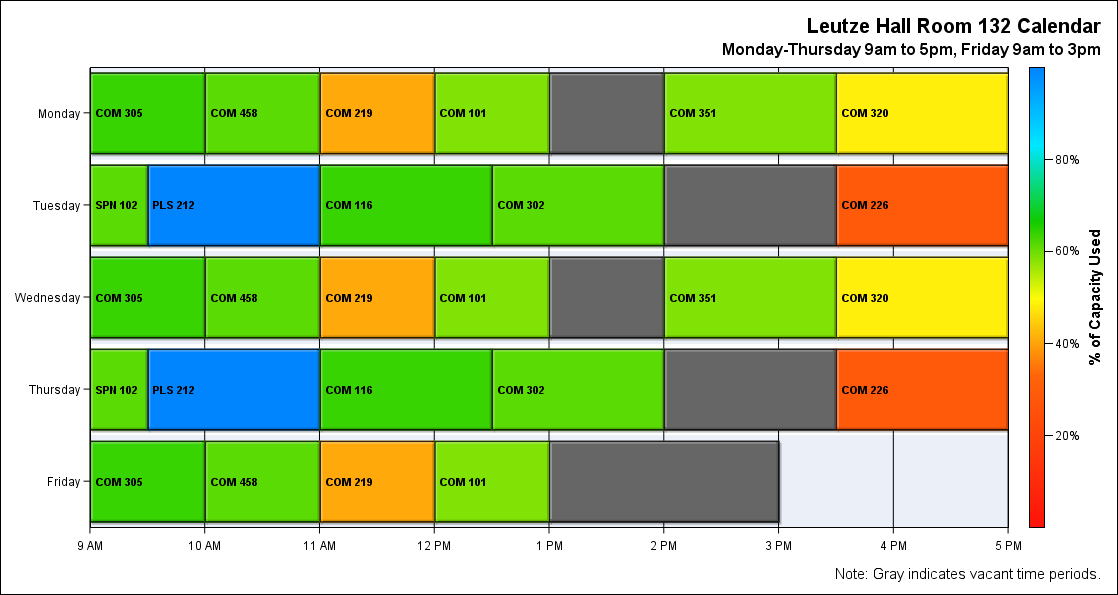 Leutze Hall Room 132 Calendar
Monday-Thursday 9am to 5pm, Friday 9am to 3pm
Monday COM 305 COM 458 COM 219 COM 101 COM 351 COM 320
80%
Tuesday SPN 102 PLS 212 COM 116 COM 302 COM 226
60%
% of Capacity Used
Wednesday COM 305 COM 458 COM 219 COM 101 COM 351 COM 320
40%
Thursday SPN 102 PLS 212 COM 116 COM 302 COM 226
20%
Friday COM 305 COM 458 COM 219 COM 101
9 AM 10 AM 11 AM 12 PM 1 PM 2 PM 3 PM 4 PM 5 PM
Note: Gray indicates vacant time periods.